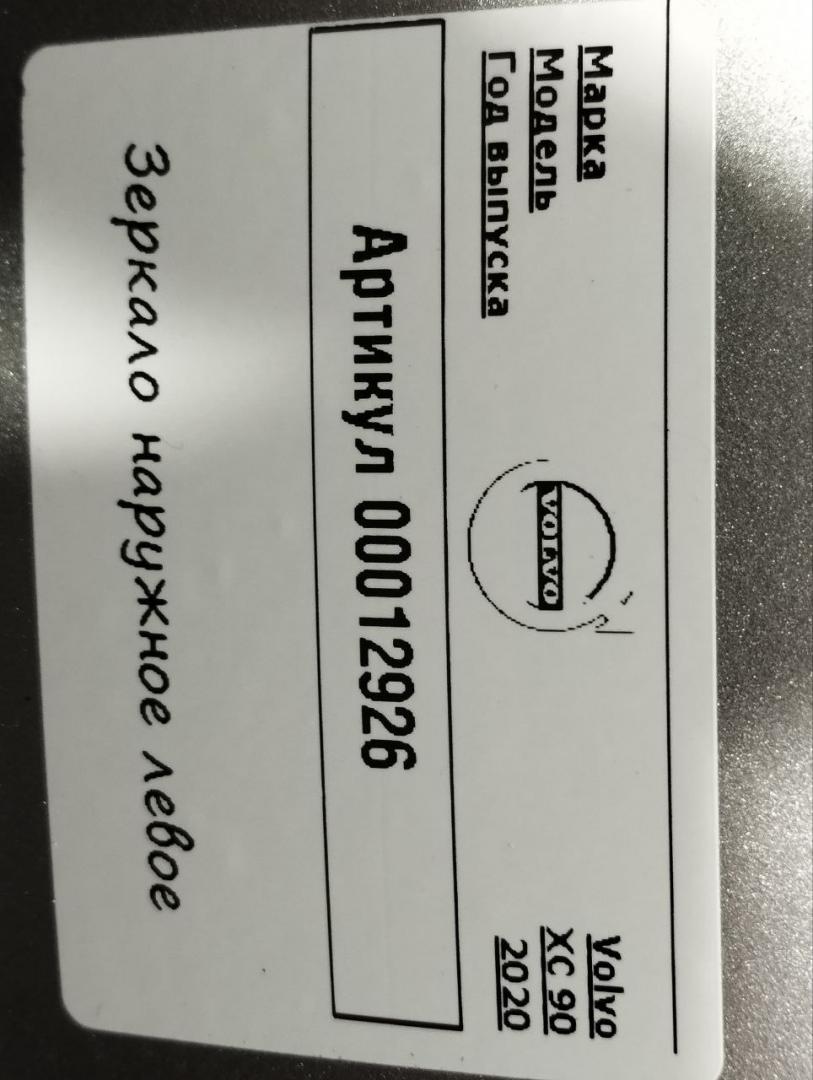 Марка Volvo
Модель XC 90
Год выпуска 2020
VOLVO
Артикул 00012926
Зеркало наружное левое